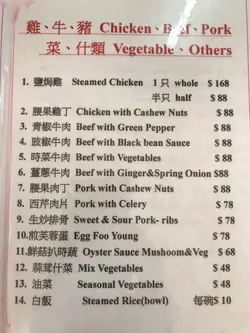 雞、牛、豬 Chicken、Beef、Pork
菜、什類 Vegetable、Others
1. 鹽焗雞 Steamed Chicken 1只 whole $168
半只 half $88
2. 腰果雞丁 Chicken with Cashew Nuts $88
3. 青椒牛肉 Beef with Green Pepper $88
4. 豉椒牛肉 Beef with Black bean Sauce $88
5. 時菜牛肉 Beef with Vegetables $88
6. 薑蔥牛肉 Beef with Ginger&Spring Onion $88
7. 腰果肉丁 Pork with Cashew Nuts $88
8. 西芹肉片 Pork with Celery $78
9. 生炒排骨 Sweet & Sour Pork- ribs $78
10. 煎芙蓉蛋 Egg Foo Young $78
11. 鮮菇扒時蔬 Oyster Sauce Mushoom&Veg $68
12. 蒜茸什菜 Mix Vegetables $48
13. 油菜 Seasonal Vegetables $48
14. 白飯 Steamed Rice(bowl) 每碗$10